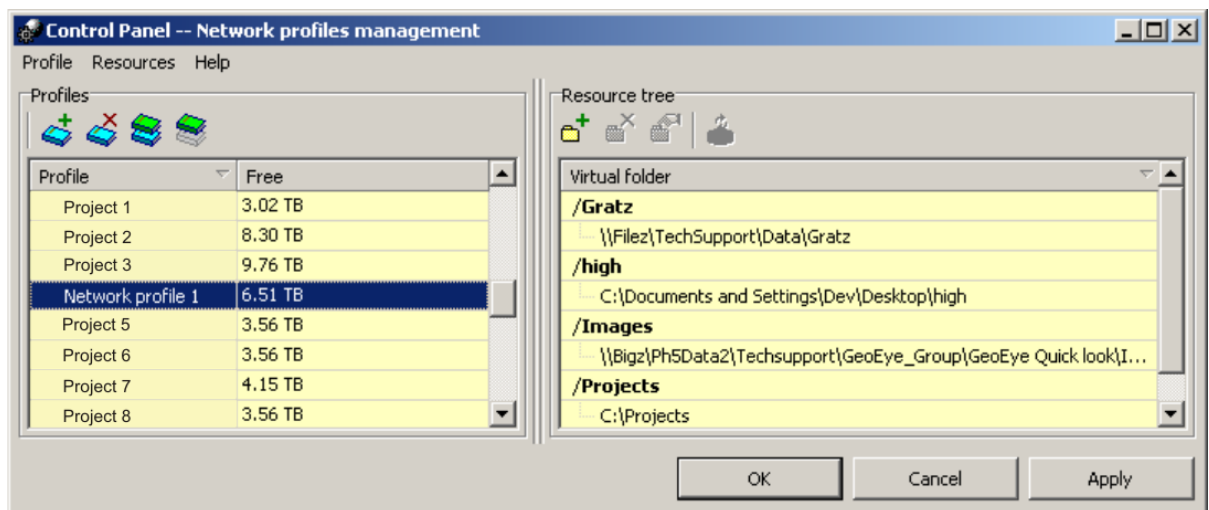 Control Panel -- Network profiles management
Profile Resources Help
Profiles
Profile Free
Project 1 3.02 TB
Project 2 8.30 TB
Project 3 9.76 TB
Network profile 1 6.51 TB
Project 5 3.56 TB
Project 6 3.56 TB
Project 7 4.15 TB
Project 8 3.56 TB
Resource tree
Virtual folder
/Gratz
\\Filez\TechSupport\Data\Gratz
/high
C:\Documents and Settings\Dev\Desktop\high
/Images
\\Bigz\Ph5Data2\Techsupport\GeoEye_Group\GeoEye Quick look\I...
/Projects
C:\Projects
OK Cancel Apply